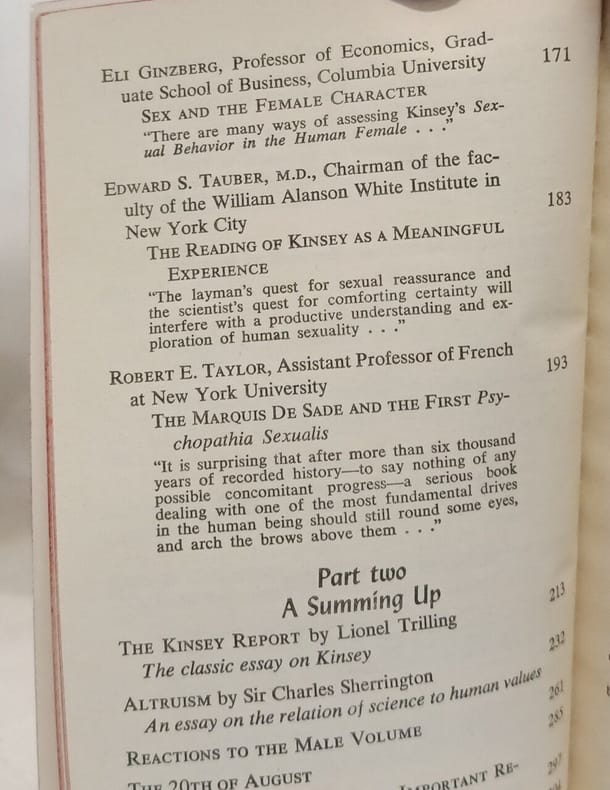 ELI GINZBERG, Professor of Economics, Grad-
uate School of Business, Columbia University 171
SEX AND THE FEMALE CHARACTER
“There are many ways of assessing Kinsey’s Sex-
ual Behavior in the Human Female . . .”
EDWARD S. TAUBER, M.D., Chairman of the fac-
ulty of the William Alanson White Institute in
New York City 183
THE READING OF KINSEY AS A MEANINGFUL
EXPERIENCE
“The layman’s quest for sexual reassurance and
the scientist’s quest for comforting certainty will
interfere with a productive understanding and ex-
ploration of human sexuality . . .”
ROBERT E. TAYLOR, Assistant Professor of French
at New York University 193
THE MARQUIS DE SADE AND THE FIRST Psy-
chopathia Sexualis
“It is surprising that after more than six thousand
years of recorded history—to say nothing of any
possible concomitant progress—a serious book
dealing with one of the most fundamental drives
in the human being should still round some eyes,
and arch the brows above them . . .”
Part two
A Summing Up
THE KINSEY REPORT by Lionel Trilling 213
The classic essay on Kinsey
ALTRUISM by Sir Charles Sherrington 232
An essay on the relation of science to human values
REACTIONS TO THE MALE VOLUME 261
THE 20TH OF AUGUST 285
IMPORTANT RE- 297